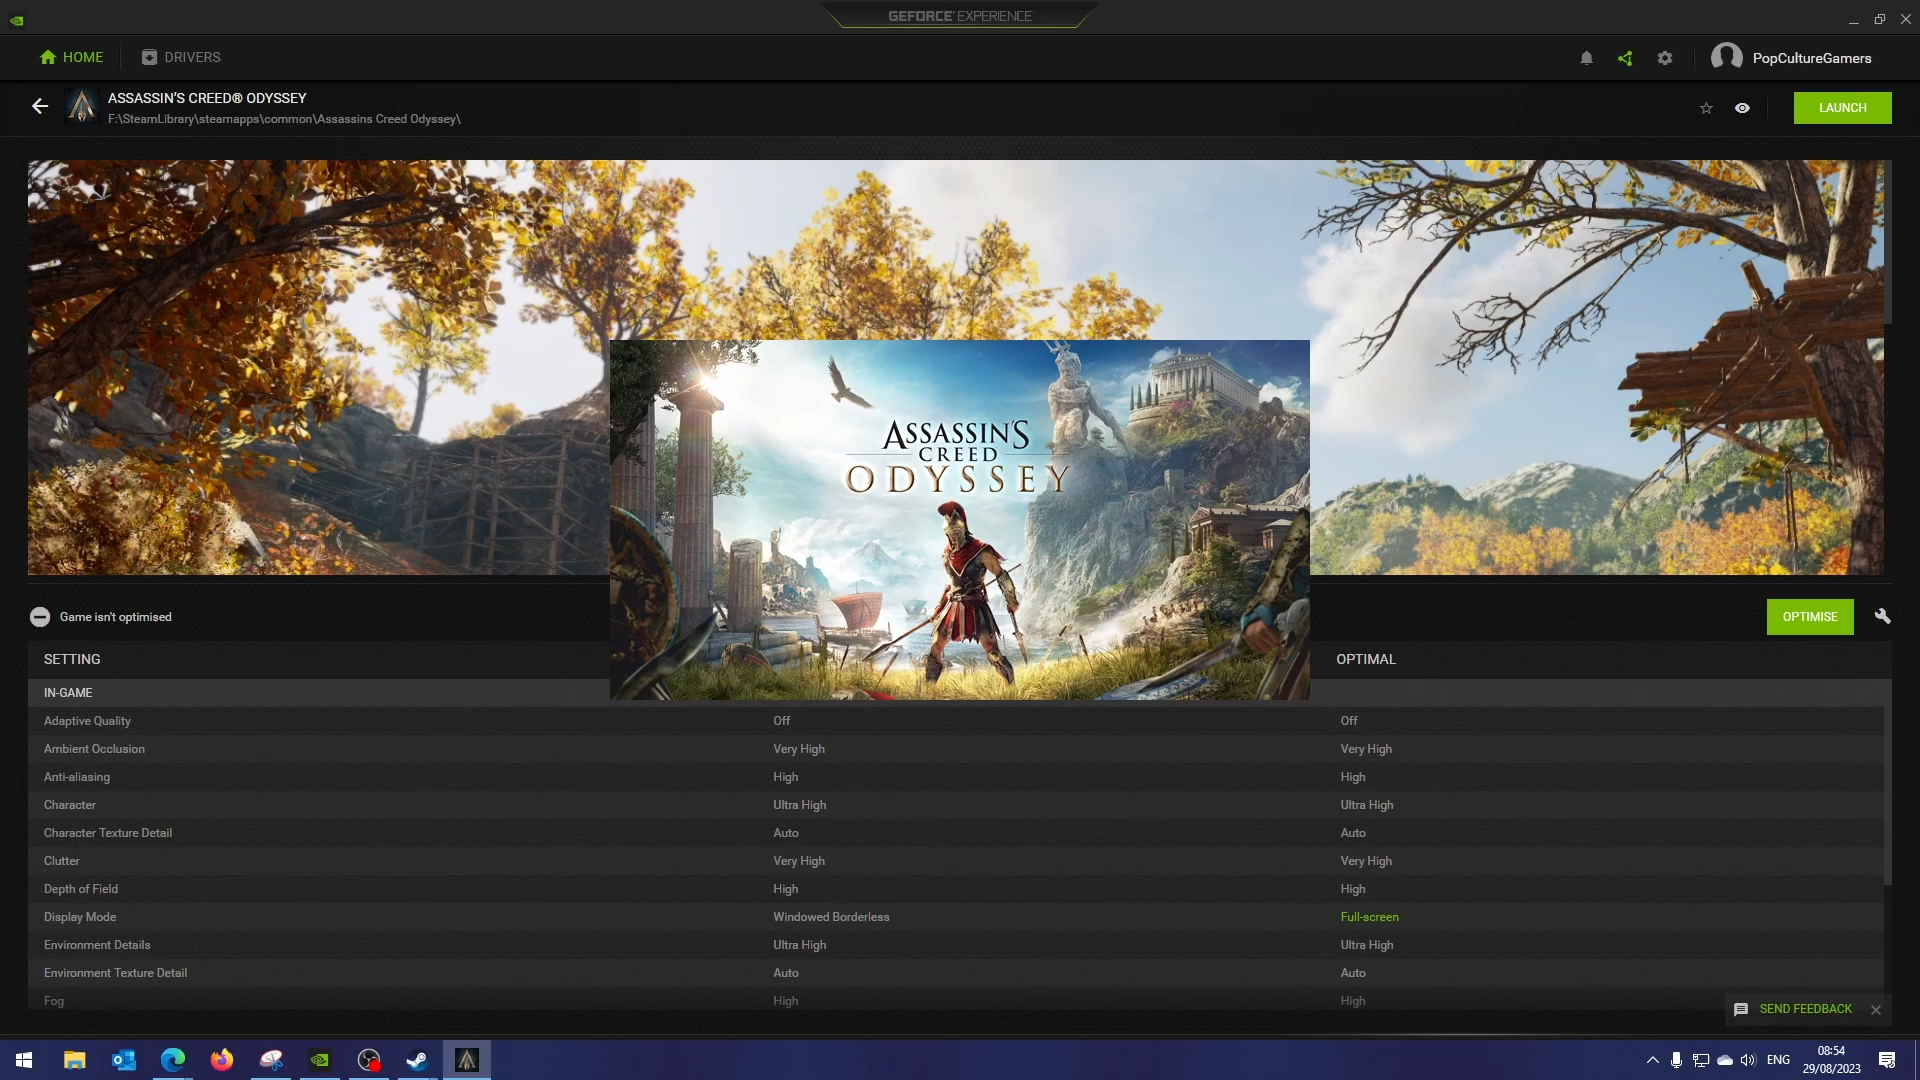 GEFORCE® EXPERIENCE™
HOME
DRIVERS
PopCultureGamers
ASSASSIN'S CREED® ODYSSEY
F:\SteamLibrary\steamapps\common\Assassins Creed Odyssey\
LAUNCH
ASSASSIN'S
CREED
ODYSSEY
Game isn't optimised
OPTIMISE
SETTING OPTIMAL
IN-GAME
Adaptive Quality Off Off
Ambient Occlusion Very High Very High
Anti-aliasing High High
Character Ultra High Ultra High
Character Texture Detail Auto Auto
Clutter Very High Very High
Depth of Field High High
Display Mode Windowed Borderless Full-screen
Environment Details Ultra High Ultra High
Environment Texture Detail Auto Auto
Fog High High
SEND FEEDBACK
ENG
08:54
29/08/2023